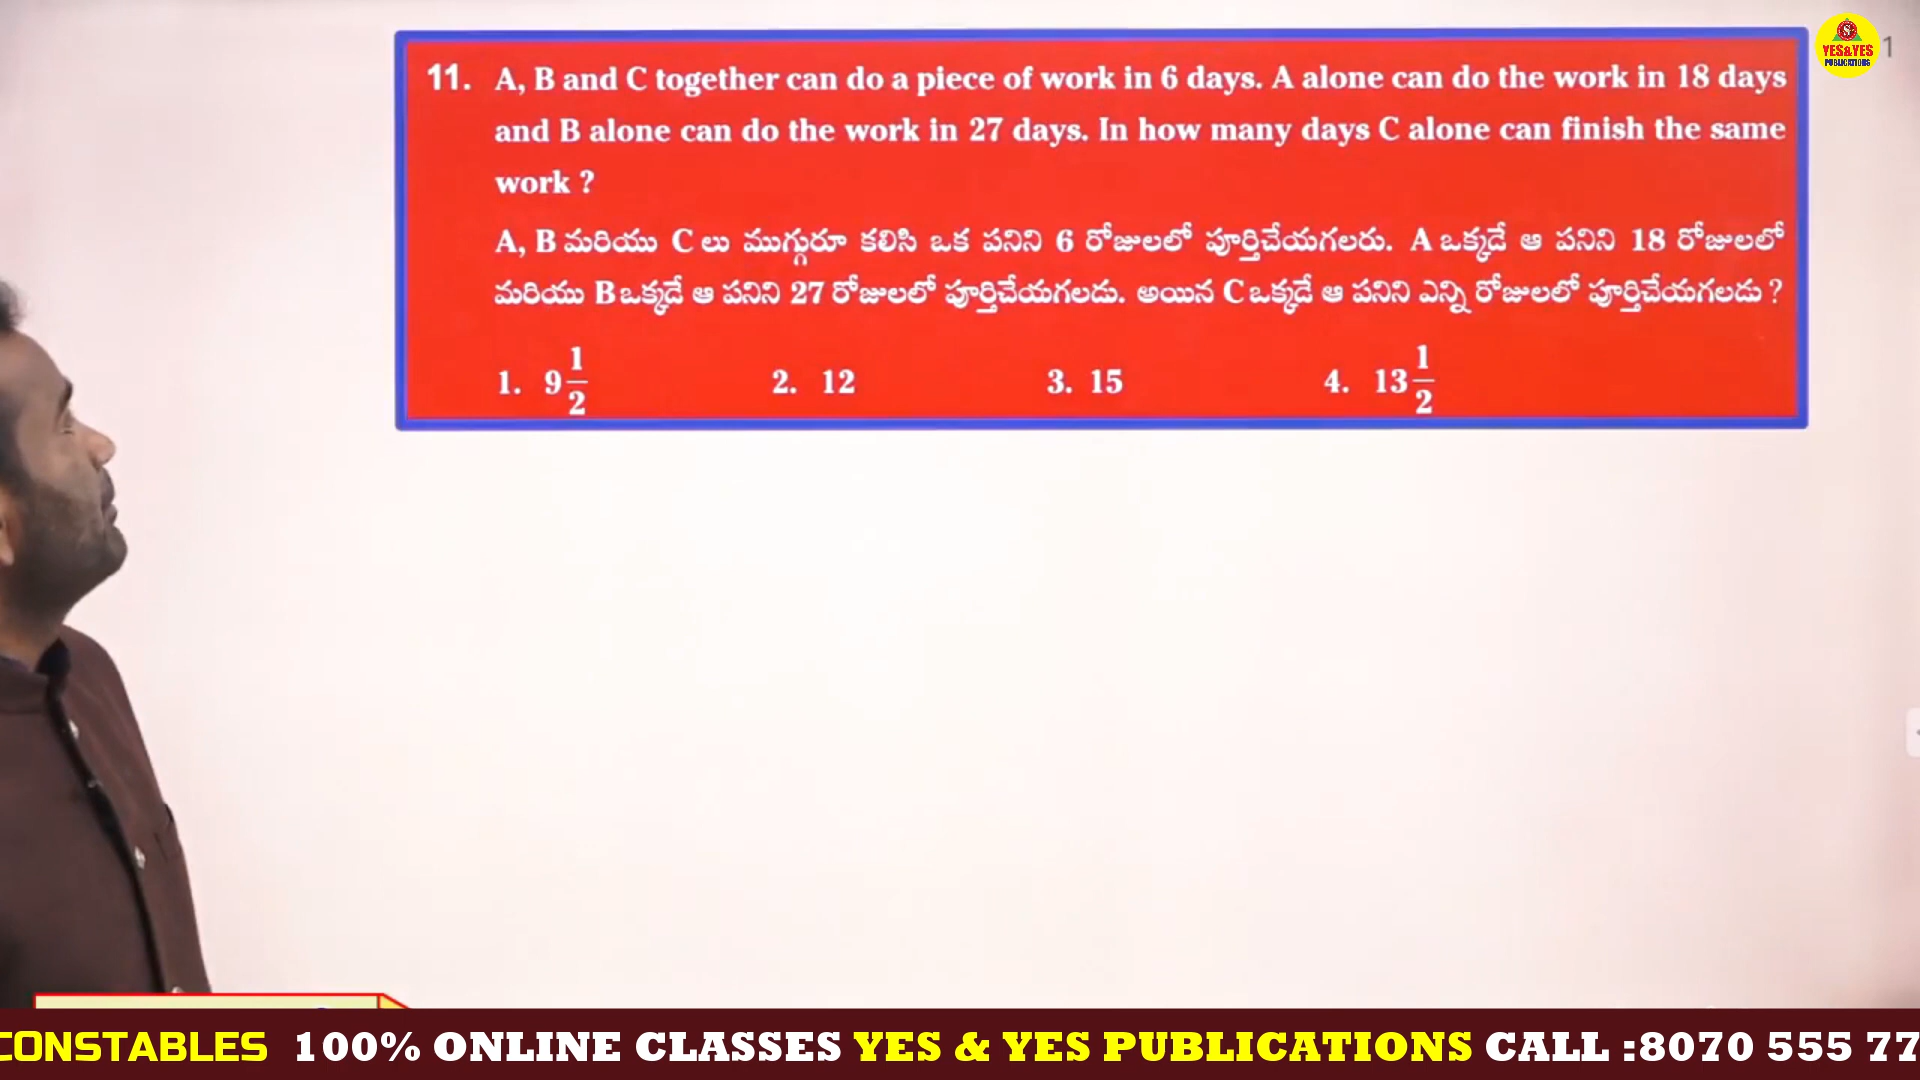 11. A, B and C together can do a piece of work in 6 days. A alone can do the work in 18 days
and B alone can do the work in 27 days. In how many days C alone can finish the same
work ?
A, B మరియు C లు ముగ్గురూ కలిసి ఒక పనిని 6 రోజులలో పూర్తిచేయగలరు. A ఒక్కడే ఆ పనిని 18 రోజులలో
మరియు B ఒక్కడే ఆ పనిని 27 రోజులలో పూర్తిచేయగలడు. అయిన C ఒక్కడే ఆ పనిని ఎన్ని రోజులలో పూర్తిచేయగలడు ?
1. 9 1/2 2. 12 3. 15 4. 13 1/2
YES&YES
PUBLICATIONS
1
CONSTABLES 100% ONLINE CLASSES YES & YES PUBLICATIONS CALL :8070 555 77